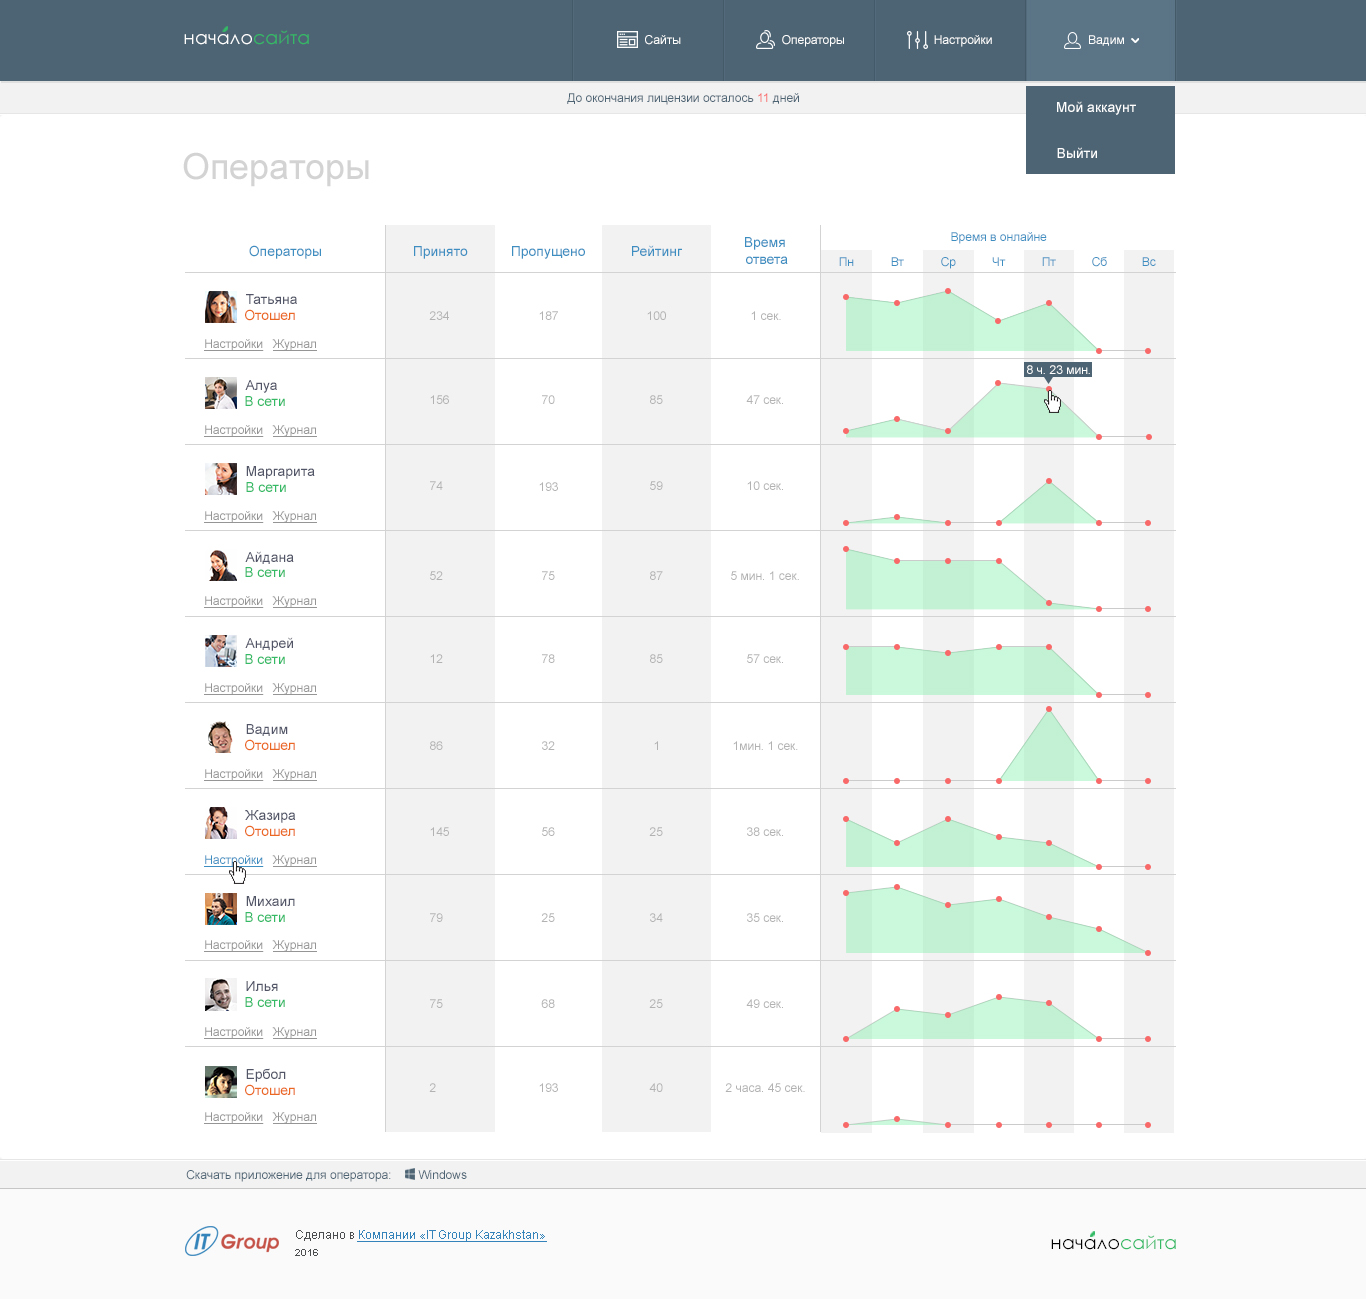 началосайта
Сайты
Операторы
Настройки
Вадим
До окончания лицензии осталось 11 дней
Мой аккаунт
Выйти
Операторы
Операторы Принято Пропущено Рейтинг Время ответа Время в онлайне
Пн Вт Ср Чт Пт Сб Вс
Татьяна
Отошел
234 187 100 1 сек.
Настройки Журнал
8 ч. 23 мин.
Алуа
В сети
156 70 85 47 сек.
Настройки Журнал
Маргарита
В сети
74 193 59 10 сек.
Настройки Журнал
Айдана
В сети
52 75 87 5 мин. 1 сек.
Настройки Журнал
Андрей
В сети
12 78 85 57 сек.
Настройки Журнал
Вадим
Отошел
86 32 1 1мин. 1 сек.
Настройки Журнал
Жазира
Отошел
145 56 25 38 сек.
Настройки Журнал
Михаил
В сети
79 25 34 35 сек.
Настройки Журнал
Илья
В сети
75 68 25 49 сек.
Настройки Журнал
Ербол
Отошел
2 193 40 2 часа. 45 сек.
Настройки Журнал
Скачать приложение для оператора: Windows
IT Group
Сделано в Компании «IT Group Kazakhstan»
2016
началосайта